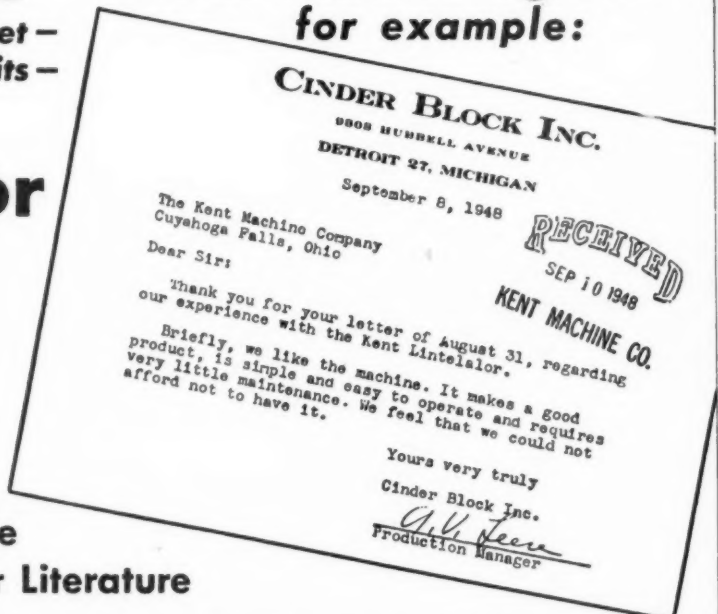 et—
its—
or
for example:
CINDER BLOCK INC.
9808 HUBBELL AVENUE
DETROIT 27, MICHIGAN
September 8, 1948
The Kent Machine Company
Cuyahoga Falls, Ohio
RECEIVED
SEP 10 1948
KENT MACHINE CO.
Dear Sir:
Thank you for your letter of August 31, regarding
our experience with the Kent Lintelalor.
Briefly, we like the machine. It makes a good
product, is simple and easy to operate and requires
very little maintenance. We feel that we could not
afford not to have it.
Yours very truly
Cinder Block Inc.
Production Manager
e
r Literature